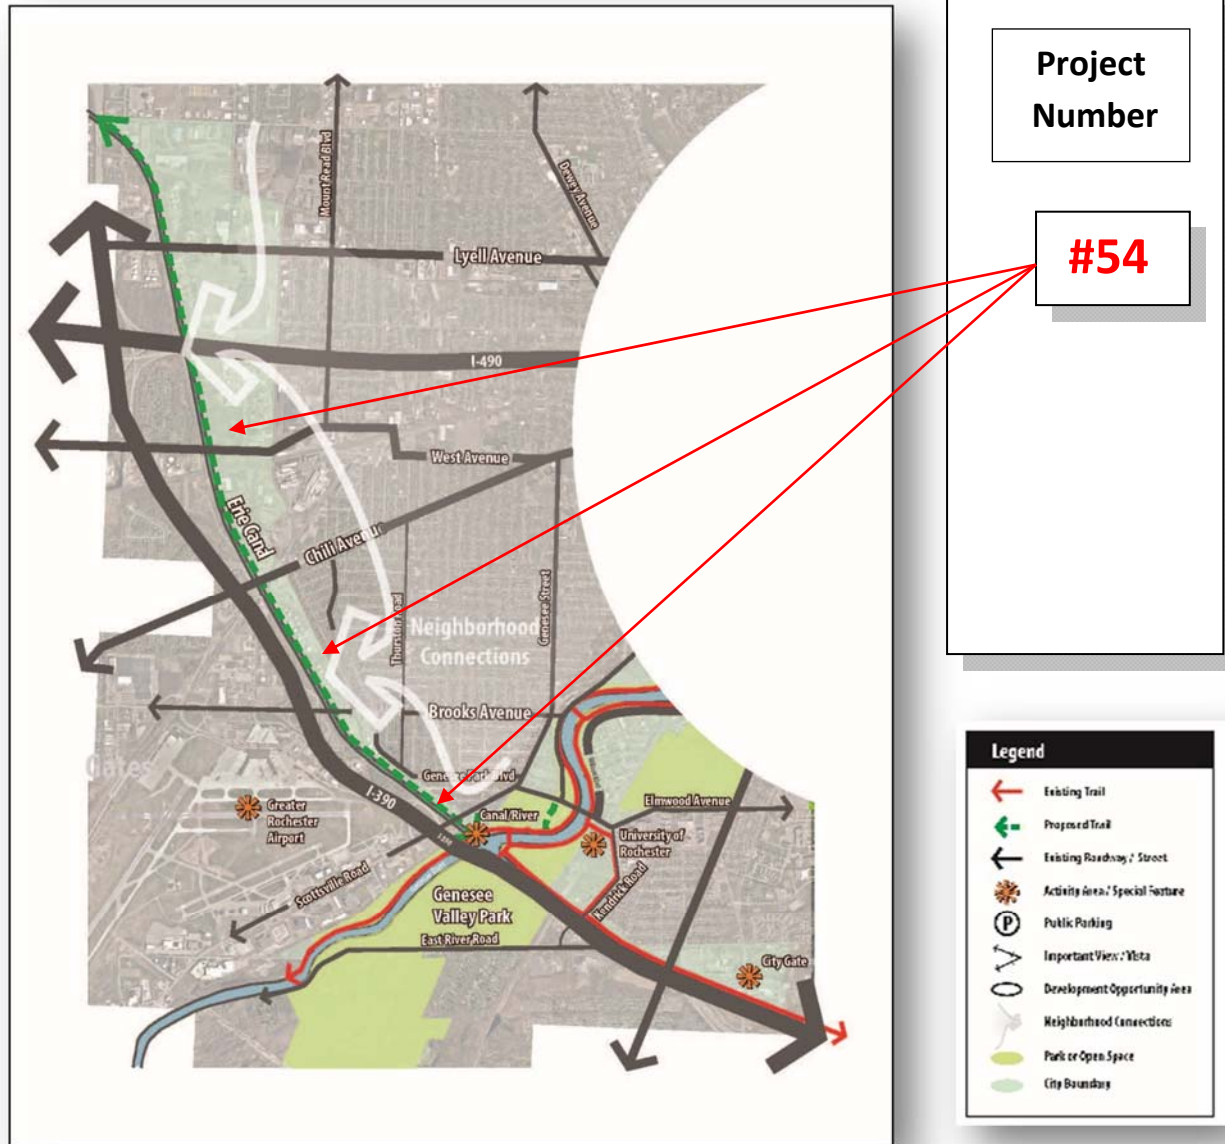 Project
Number
#54
Mount Read Blvd
Dewey Avenue
Lyell Avenue
I-490
West Avenue
Erie Canal
Chili Avenue
Thurston Road
Genesee Street
Neighborhood
Connections
Brooks Avenue
Gates
Genesee Park Blvd
I-390
Greater
Rochester
Airport
Canal/River
Elmwood Avenue
University of
Rochester
Scottsville Road
Kendrick Road
Genesee
Valley Park
East River Road
City Gate
Legend
Existing Trail
Proposed Trail
Existing Roadway / Street
Activity Area / Special Feature
P
Public Parking
Important View / Vista
Development Opportunity Area
Neighborhood Connections
Park or Open Space
City Boundary